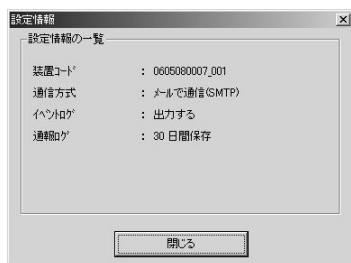 設定情報
設定情報の一覧
装置ｺｰﾄﾞ : 0605080007_001
通信方式 : ﾒｰﾙで通信(SMTP)
ｲﾍﾞﾝﾄﾛｸﾞ : 出力する
通報ﾛｸﾞ : 30 日間保存
閉じる